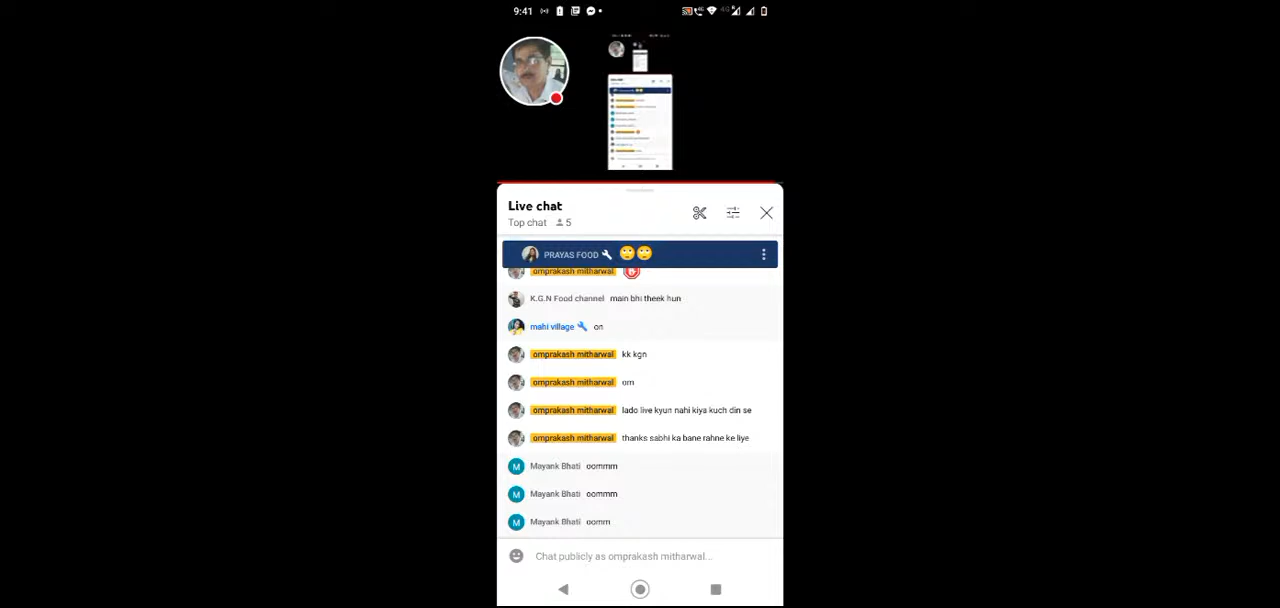 9:41
4G
Live chat
Top chat 5
PRAYAS FOOD 🙄🙄
omprakash mitharwal
K.G.N Food channel main bhi theek hun
mahi village on
omprakash mitharwal kk kgn
omprakash mitharwal om
omprakash mitharwal lado live kyun nahi kiya kuch din se
omprakash mitharwal thanks sabhi ka bane rahne ke liye
M Mayank Bhati oommm
M Mayank Bhati oommm
M Mayank Bhati oomm
Chat publicly as omprakash mitharwal...